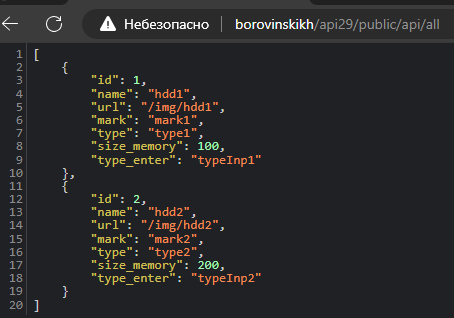 Небезопасно borovinskikh/api29/public/api/all
1 [
2 {
3 "id": 1,
4 "name": "hdd1",
5 "url": "/img/hdd1",
6 "mark": "mark1",
7 "type": "type1",
8 "size_memory": 100,
9 "type_enter": "typeInp1"
10 },
11 {
12 "id": 2,
13 "name": "hdd2",
14 "url": "/img/hdd2",
15 "mark": "mark2",
16 "type": "type2",
17 "size_memory": 200,
18 "type_enter": "typeInp2"
19 }
20 ]